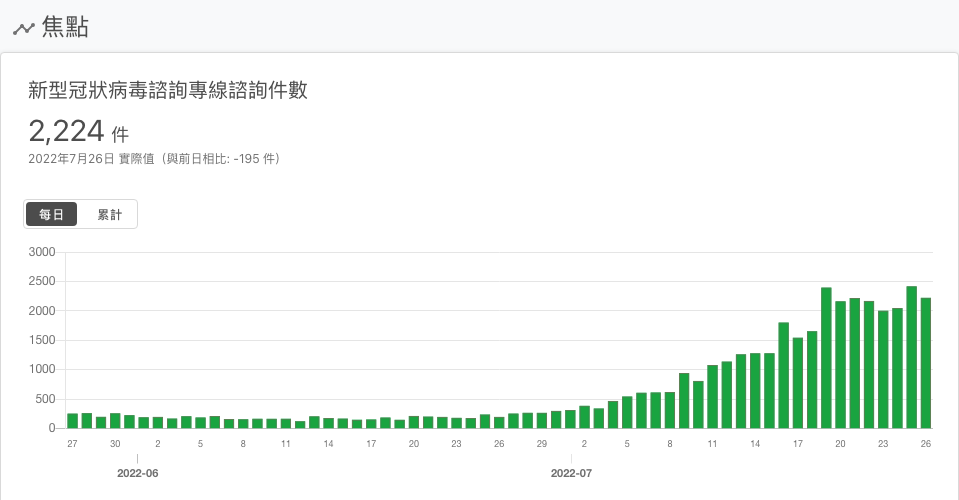 焦點
新型冠狀病毒諮詢專線諮詢件數
2,224 件
2022年7月26日 實際值（與前日相比: -195 件）
每日 累計
3000
2500
2000
1500
1000
500
0
27 30 2 5 8 11 14 17 20 23 26 29 2 5 8 11 14 17 20 23 26
2022-06 2022-07